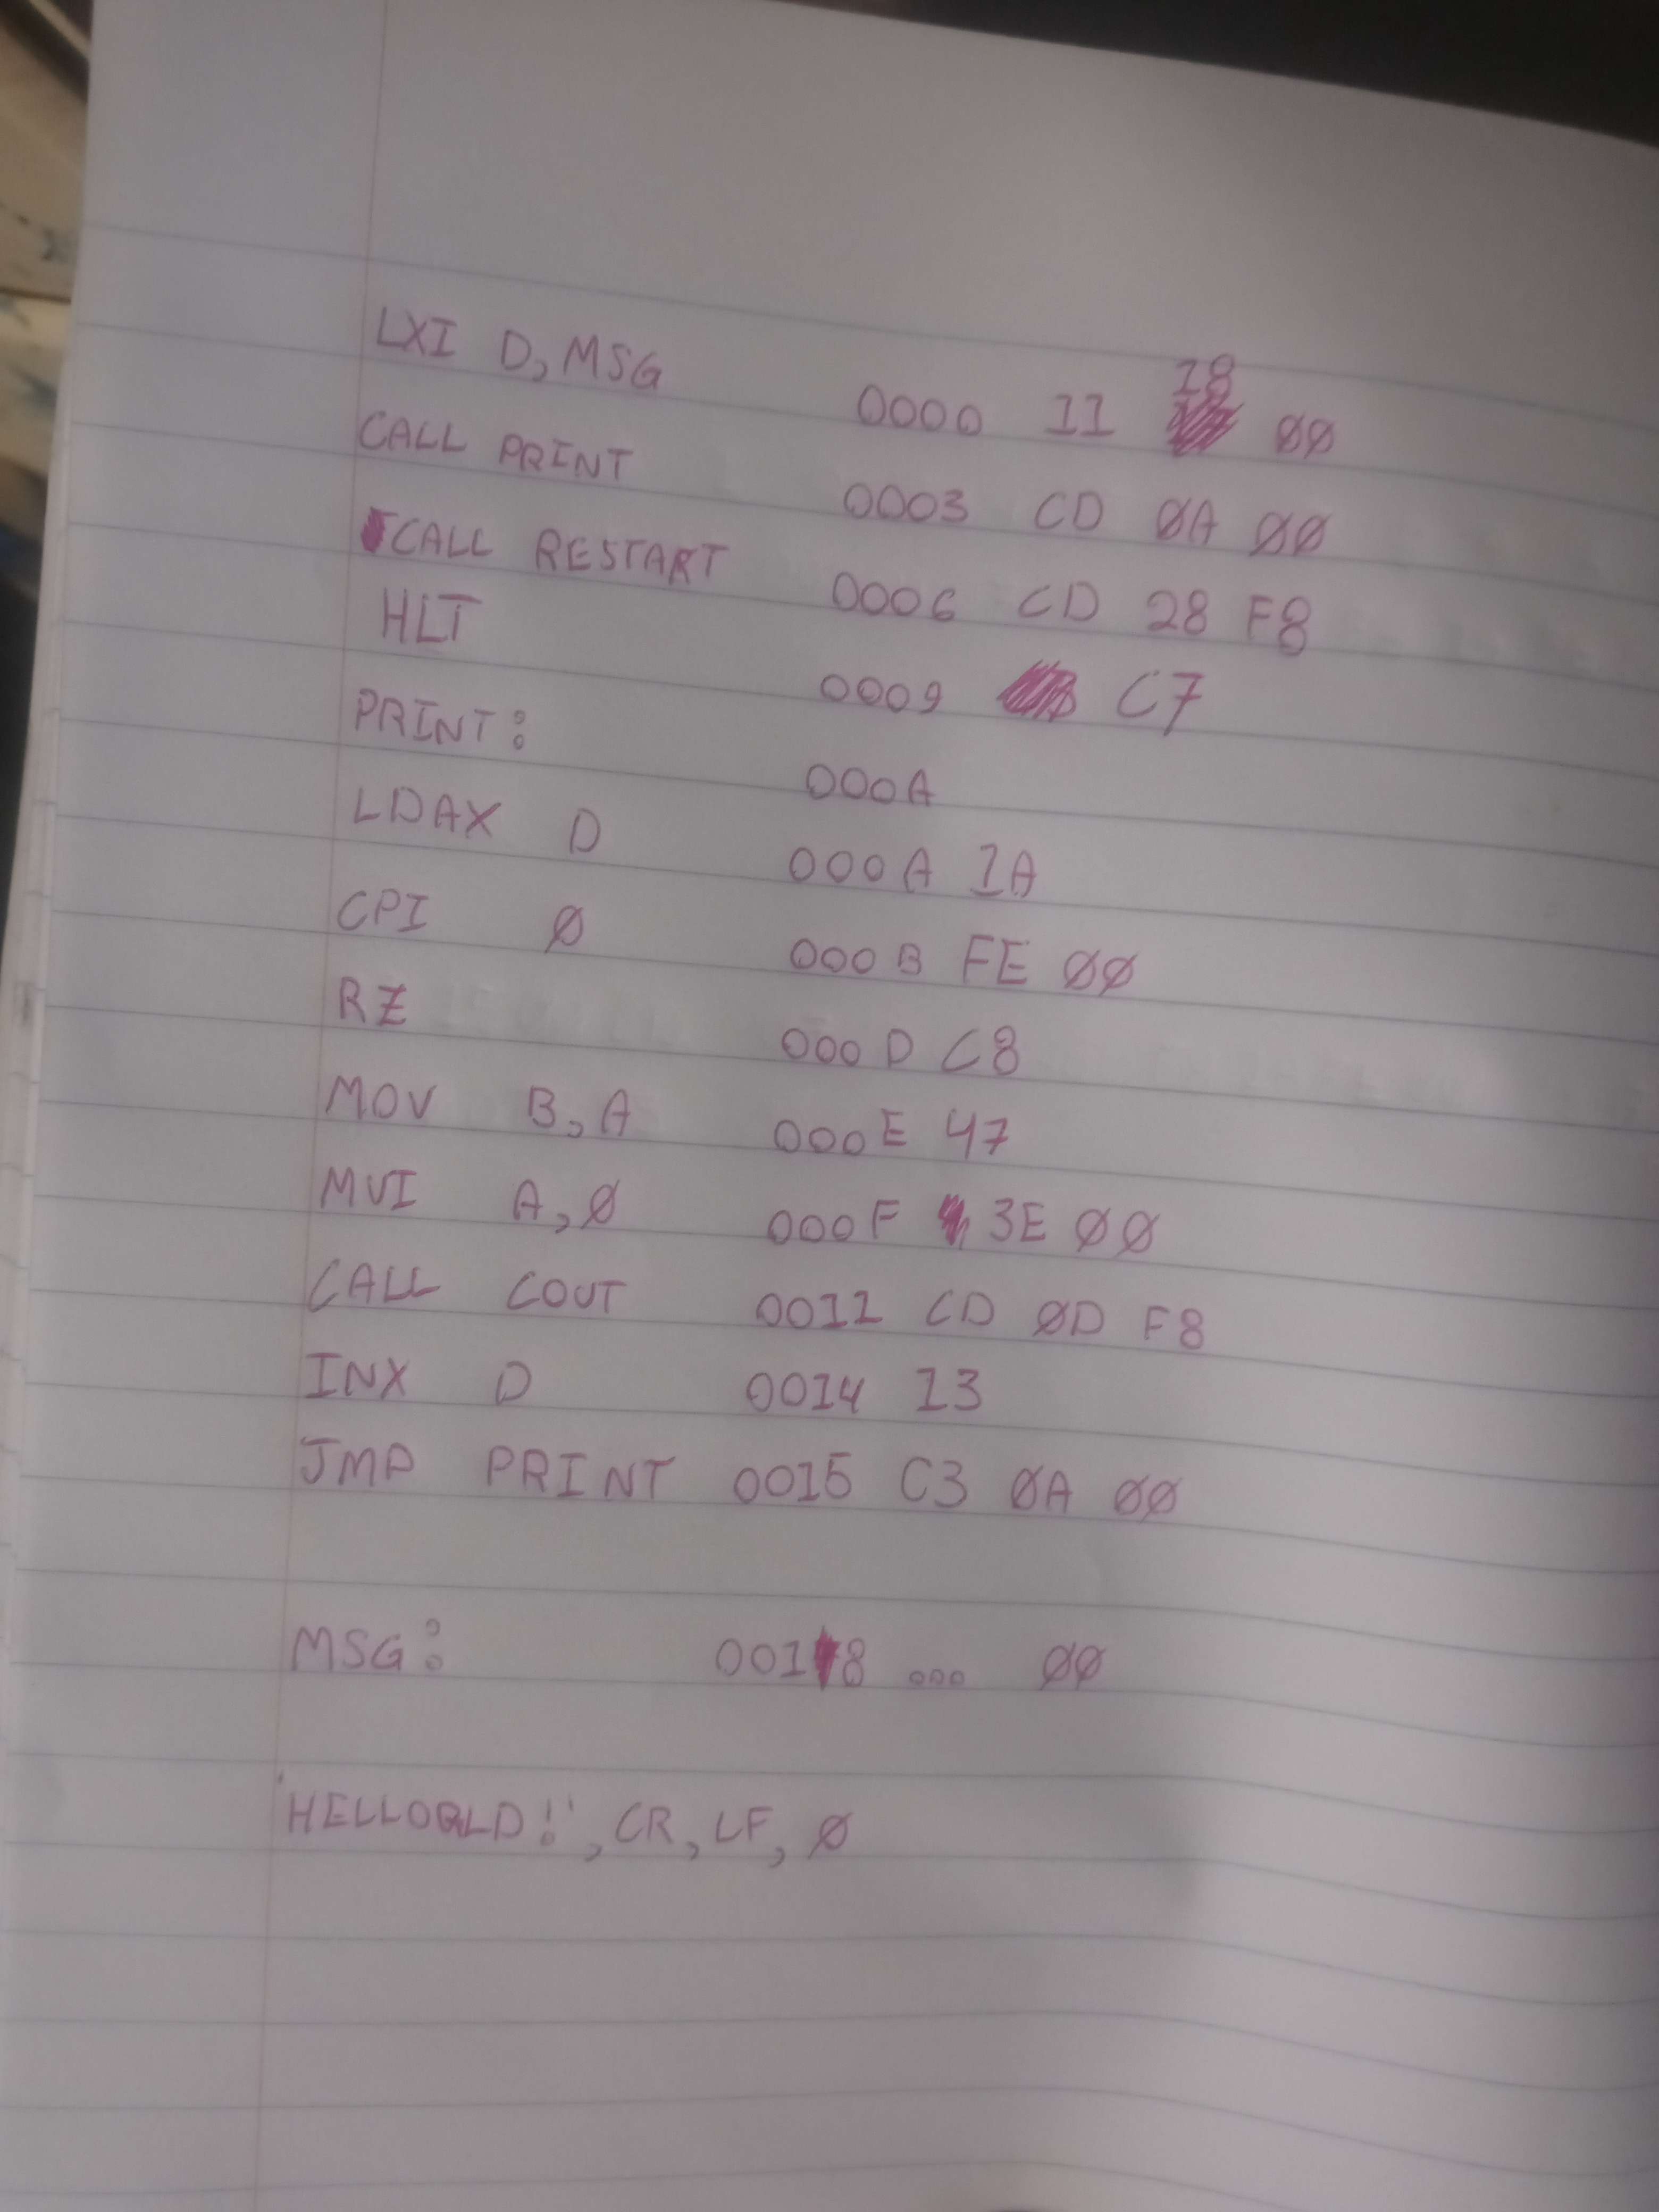 LXI D, MSG 0000 11 18 ØØ
CALL PRINT 0003 CD ØA ØØ
CALL RESTART 0006 CD 28 F8
HLT 0009 C7
PRINT: 000A
LDAX D 000A 1A
CPI Ø 000B FE ØØ
RZ 000D C8
MOV B, A 000E 47
MVI A, Ø 000F 3E ØØ
CALL COUT 0011 CD ØD F8
INX D 0014 13
JMP PRINT 0015 C3 ØA ØØ
MSG: 0018 ... ØØ
'HELLORLD!', CR, LF, Ø